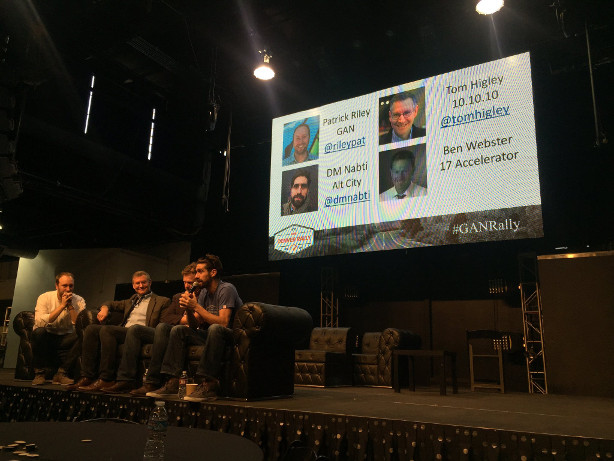 Patrick Riley
GAN
@rileypat
Tom Higley
10.10.10
@tomhigley
DM Nabti
Alt City
@dmnabti
Ben Webster
17 Accelerator
#GANRally